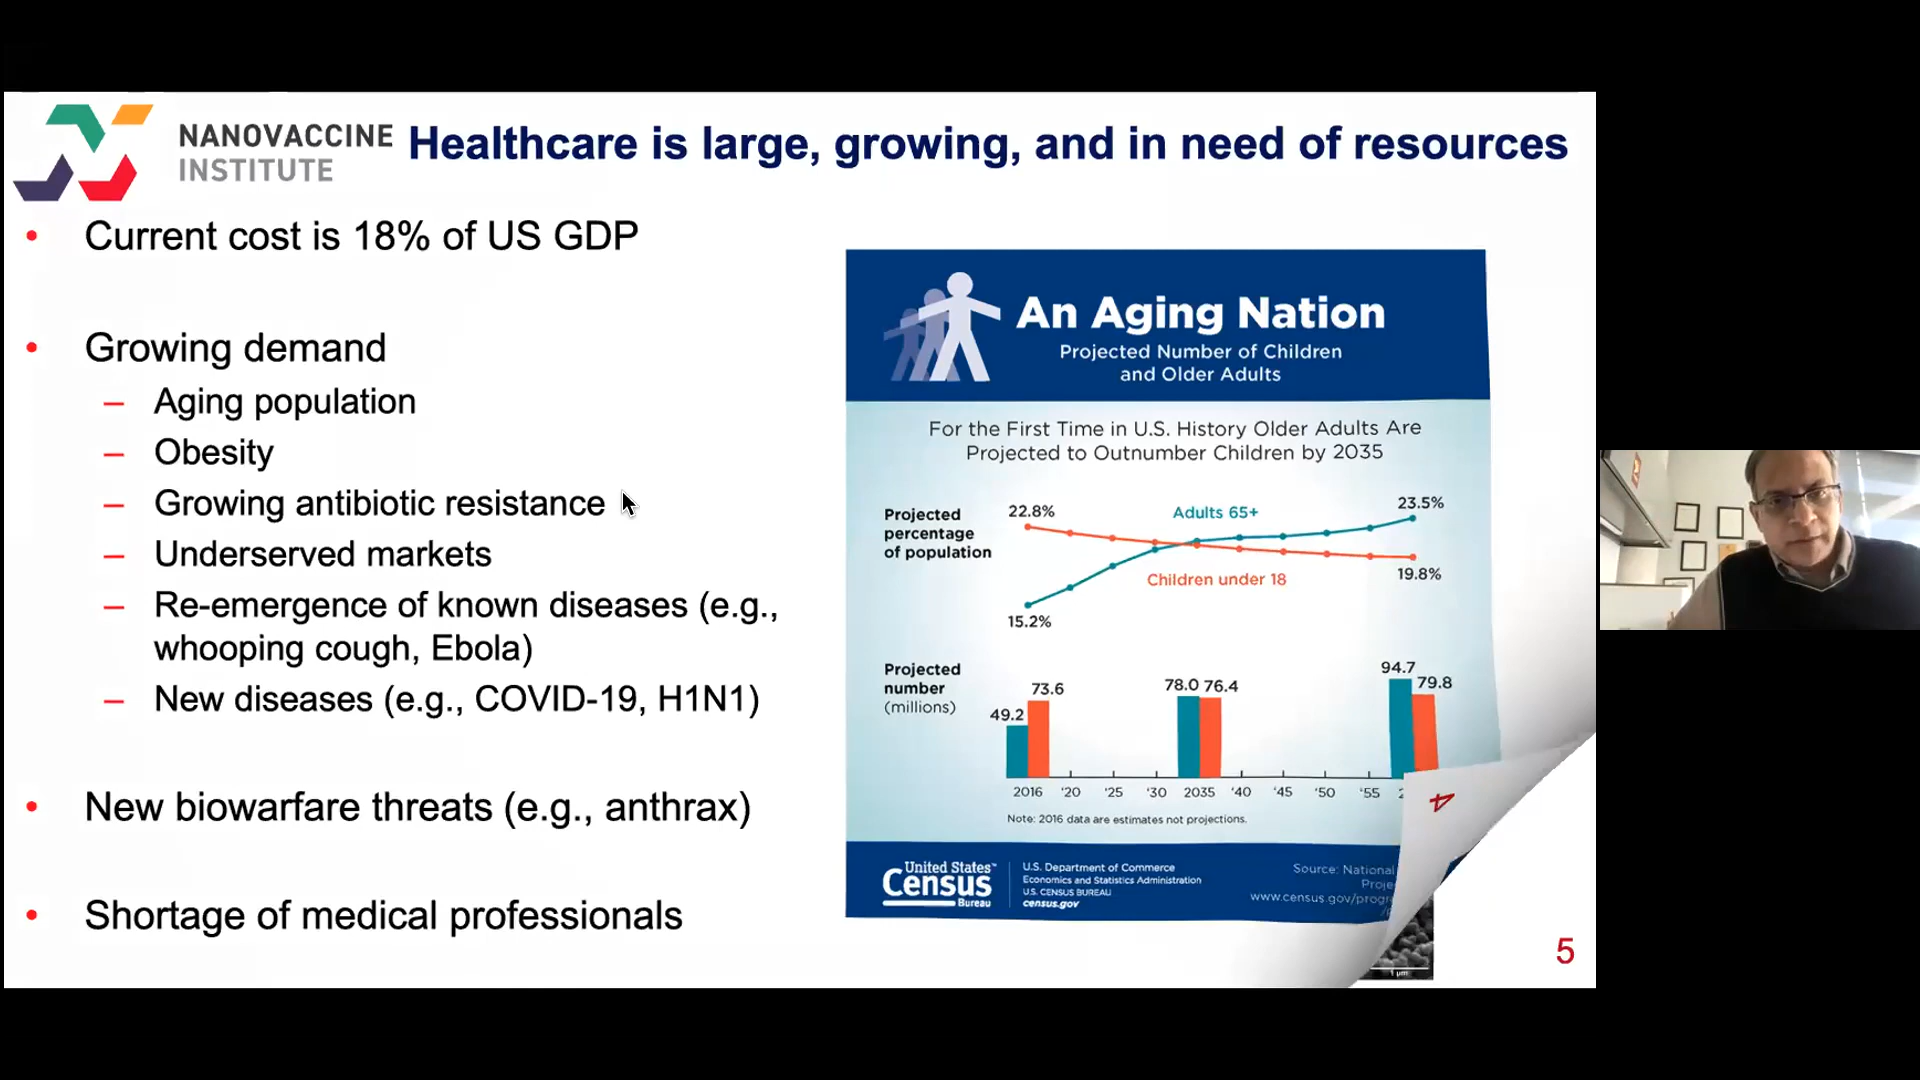 NANOVACCINE
INSTITUTE
Healthcare is large, growing, and in need of resources
• Current cost is 18% of US GDP
• Growing demand
– Aging population
– Obesity
– Growing antibiotic resistance
– Underserved markets
– Re-emergence of known diseases (e.g.,
whooping cough, Ebola)
– New diseases (e.g., COVID-19, H1N1)
• New biowarfare threats (e.g., anthrax)
• Shortage of medical professionals
An Aging Nation
Projected Number of Children
and Older Adults
For the First Time in U.S. History Older Adults Are
Projected to Outnumber Children by 2035
Projected
percentage
of population
22.8%
Adults 65+
23.5%
Children under 18
19.8%
15.2%
Projected
number
(millions)
49.2
73.6
78.0 76.4
94.7
79.8
2016 '20 '25 '30 2035 '40 '45 '50 '55
Note: 2016 data are estimates not projections.
United States™
Census
Bureau
U.S. Department of Commerce
Economics and Statistics Administration
U.S. CENSUS BUREAU
census.gov
Source: National
www.census.gov/progr
4
1 µm
5